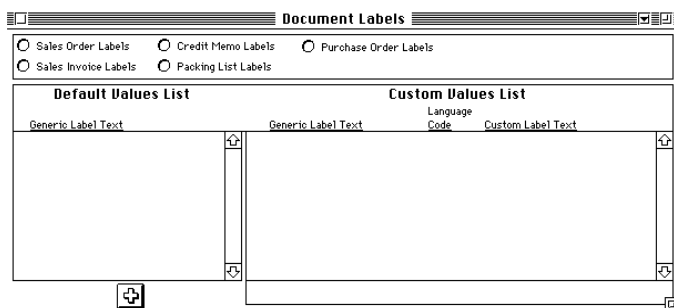 Document Labels
Sales Order Labels Credit Memo Labels Purchase Order Labels
Sales Invoice Labels Packing List Labels
Default Values List Custom Values List
Language
Generic Label Text Generic Label Text Code Custom Label Text